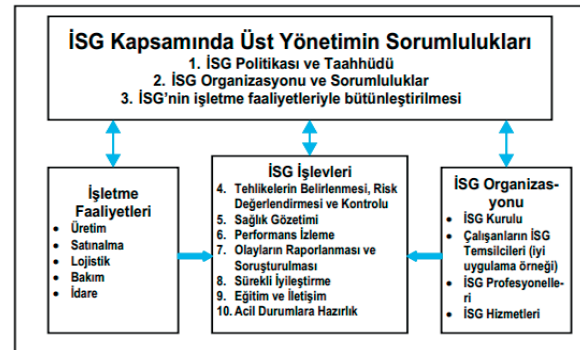 İSG Kapsamında Üst Yönetimin Sorumlulukları
1. İSG Politikası ve Taahhüdü
2. İSG Organizasyonu ve Sorumluluklar
3. İSG’nin işletme faaliyetleriyle bütünleştirilmesi
İşletme
Faaliyetleri
• Üretim
• Satınalma
• Lojistik
• Bakım
• İdare
İSG İşlevleri
4. Tehlikelerin Belirlenmesi, Risk
Değerlendirmesi ve Kontrolu
5. Sağlık Gözetimi
6. Performans İzleme
7. Olayların Raporlanması ve
Soruşturulması
8. Sürekli İyileştirme
9. Eğitim ve İletişim
10. Acil Durumlara Hazırlık
İSG Organizas-
yonu
• İSG Kurulu
• Çalışanların İSG
Temsilcileri (iyi
uygulama örneği)
• İSG Profesyonelle-
ri
• İSG Hizmetleri